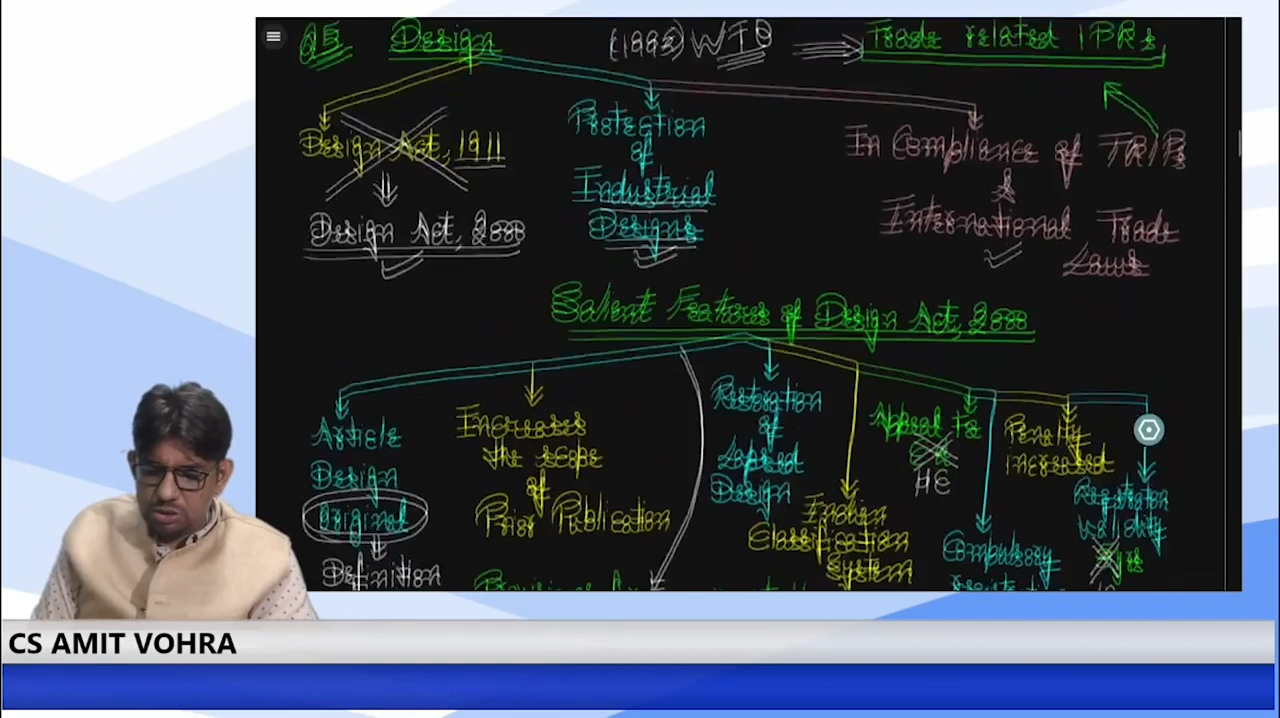 Q5 Design (1995) WTO Trade related IPRs
Design Act, 1911
Design Act, 2000
Protection
of
Industrial
Designs
In Compliance of TRIPs
&
International Trade
Laws
Salient Features of Design Act, 2000
Article
Design
Original
Definition
Increases
the scope
of
Prior Publication
Restoration
of
Lapsed
Design
Indian
Classification
System
Appeal to
HC
Compulsory
Penalty
increased
Registration
validity
CS AMIT VOHRA